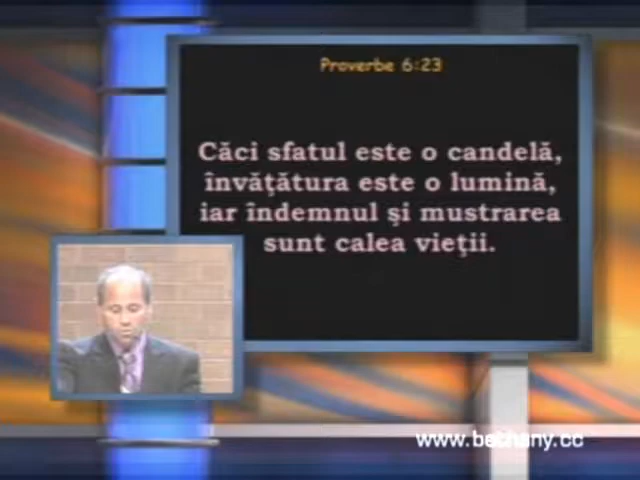 Proverbe 6:23
Căci sfatul este o candelă,
învăţătura este o lumină,
iar îndemnul şi mustrarea
sunt calea vieţii.
www.bethany.cc